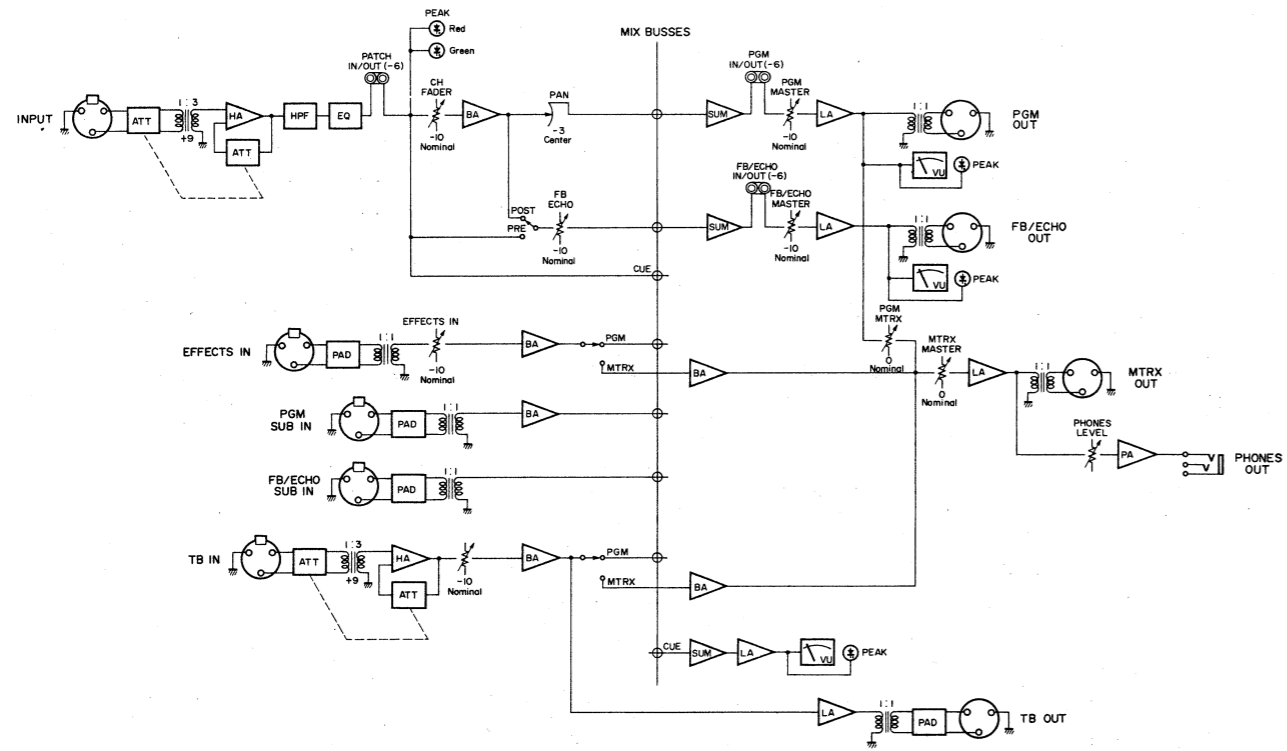 MIX BUSSES
PEAK
Red
Green
PATCH
IN/OUT (-6)
CH
FADER
-10
Nominal
PAN
-3
Center
INPUT
ATT
1:3
+9
HA
ATT
HPF
EQ
BA
POST
PRE
FB
ECHO
-10
Nominal
CUE
SUM
PGM
IN/OUT (-6)
PGM
MASTER
-10
Nominal
LA
1:1
PGM
OUT
VU
PEAK
SUM
FB/ECHO
IN/OUT (-6)
FB/ECHO
MASTER
-10
Nominal
LA
1:1
FB/ECHO
OUT
VU
PEAK
EFFECTS IN
PAD
1:1
EFFECTS IN
-10
Nominal
BA
PGM
MTRX
BA
PGM
MTRX
0
Nominal
MTRX
MASTER
0
Nominal
LA
1:1
MTRX
OUT
PGM
SUB IN
PAD
1:1
BA
PHONES
LEVEL
PA
PHONES
OUT
FB/ECHO
SUB IN
PAD
1:1
TB IN
ATT
1:3
+9
HA
ATT
-10
Nominal
BA
PGM
MTRX
BA
CUE
SUM
LA
VU
PEAK
LA
1:1
PAD
TB OUT